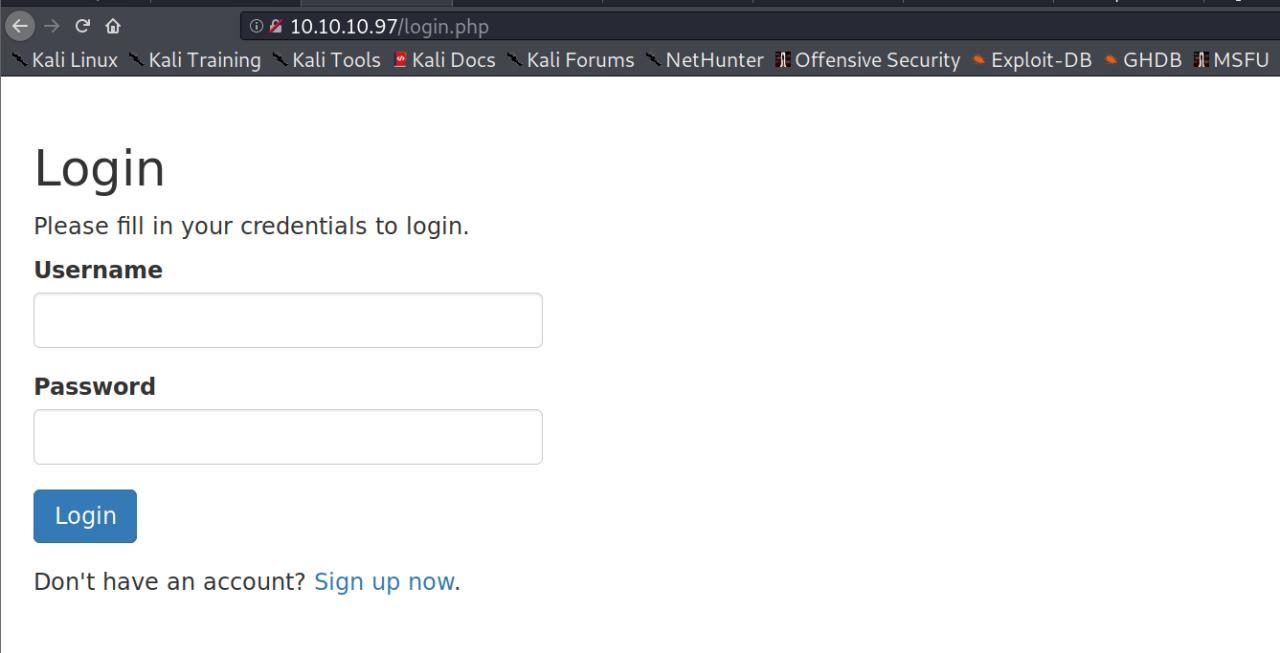 10.10.10.97/login.php
Kali Linux Kali Training Kali Tools Kali Docs Kali Forums NetHunter Offensive Security Exploit-DB GHDB MSFU
Login
Please fill in your credentials to login.
Username
Password
Login
Don't have an account? Sign up now.